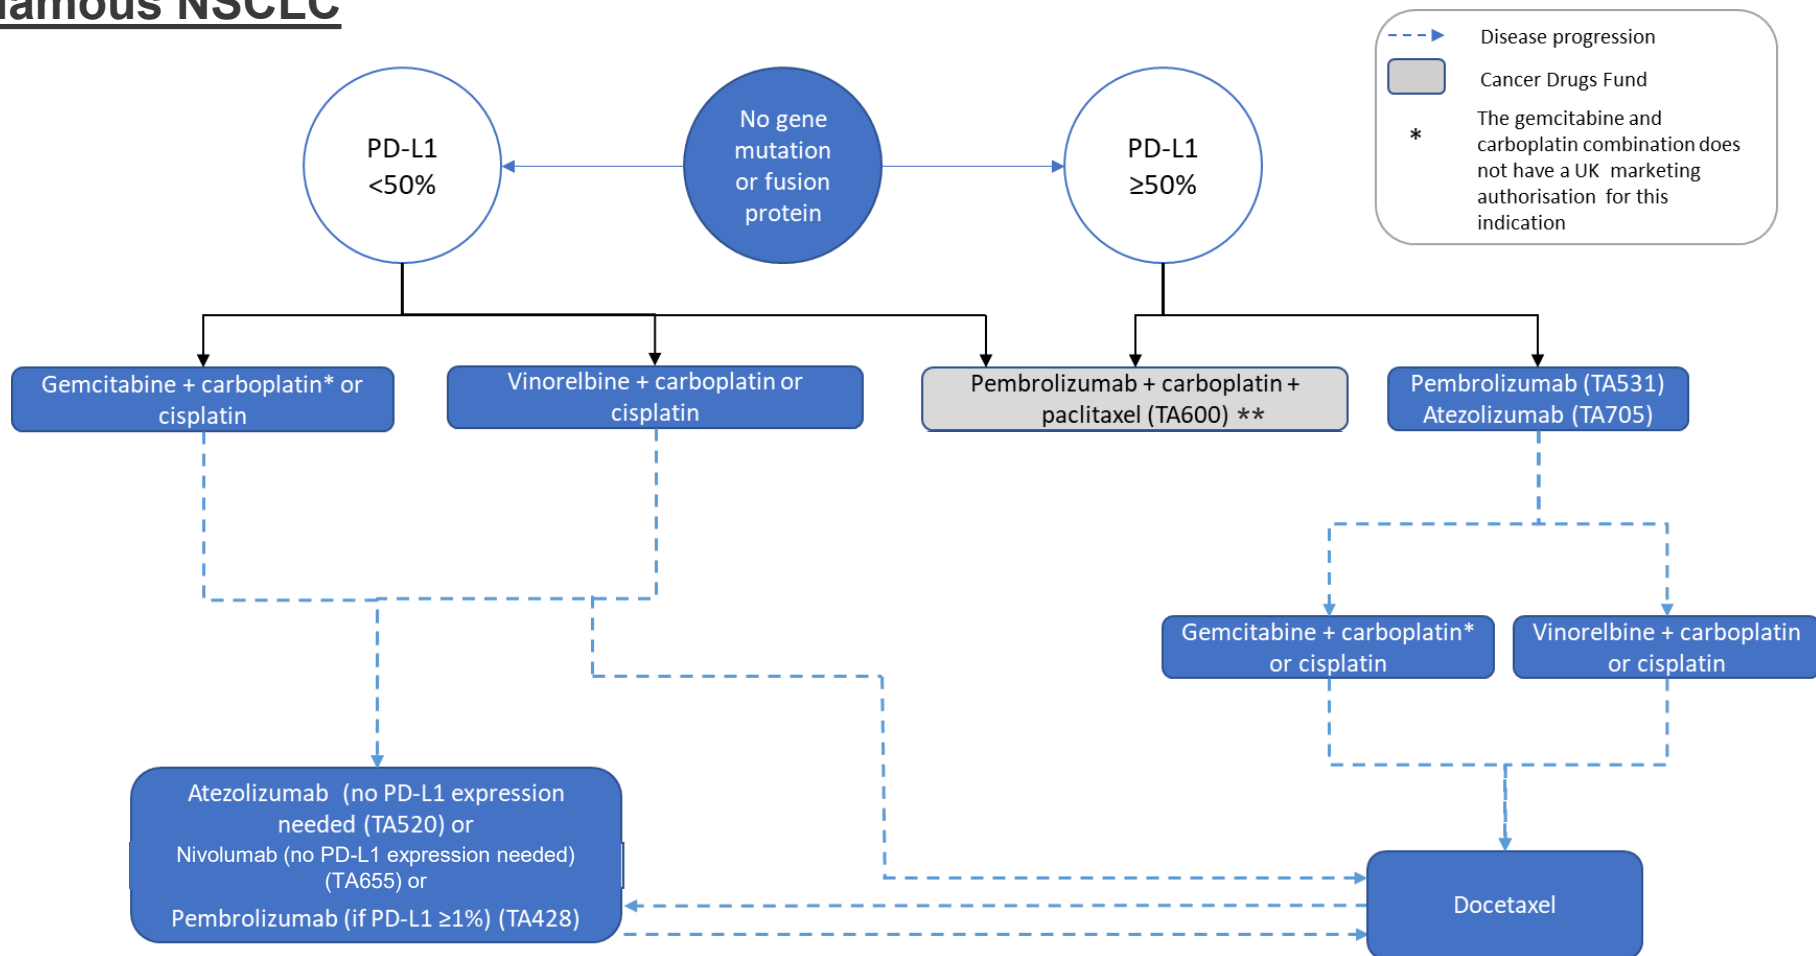 NSCLC
Disease progression
Cancer Drugs Fund
*
The gemcitabine and
carboplatin combination does
not have a UK marketing
authorisation for this
indication
PD-L1
<50%
No gene
mutation
or fusion
protein
PD-L1
≥50%
Gemcitabine + carboplatin* or
cisplatin
Vinorelbine + carboplatin or
cisplatin
Pembrolizumab + carboplatin +
paclitaxel (TA600) **
Pembrolizumab (TA531)
Atezolizumab (TA705)
Gemcitabine + carboplatin*
or cisplatin
Vinorelbine + carboplatin
or cisplatin
Atezolizumab (no PD-L1 expression
needed (TA520) or
Nivolumab (no PD-L1 expression needed)
(TA655) or
Pembrolizumab (if PD-L1 ≥1%) (TA428)
Docetaxel